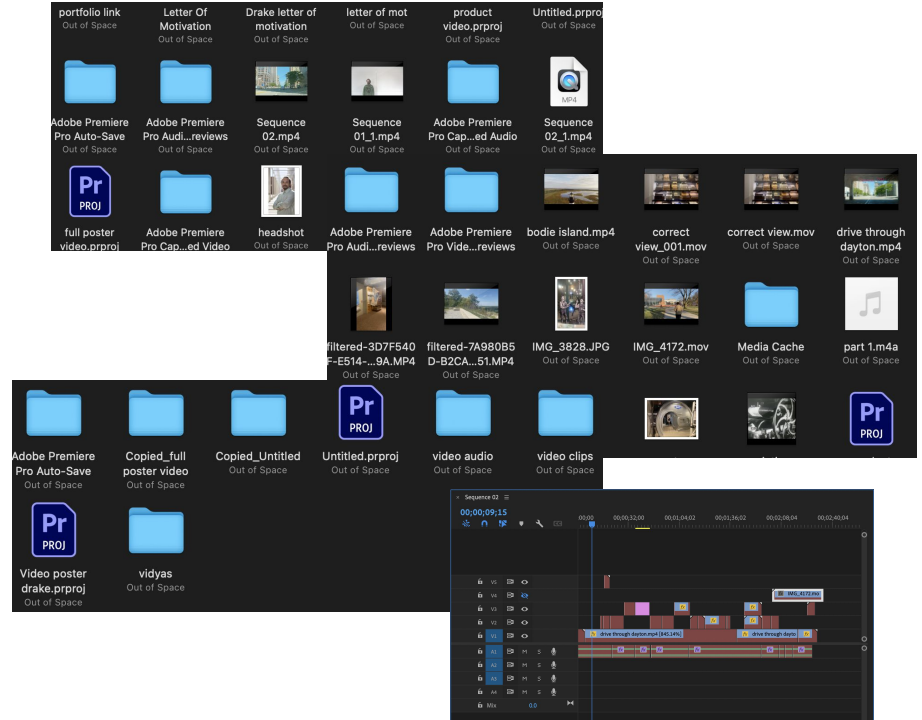 portfolio link
Out of Space
Letter Of
Motivation
Out of Space
Drake letter of
motivation
Out of Space
letter of mot
Out of Space
product
video.prproj
Out of Space
Untitled.prproj
Out of Space
Adobe Premiere
Pro Auto-Save
Out of Space
Adobe Premiere
Pro Audi...reviews
Out of Space
Sequence
02.mp4
Out of Space
Sequence
01_1.mp4
Out of Space
Adobe Premiere
Pro Cap...ed Audio
Out of Space
MP4
Sequence
02_1.mp4
Out of Space
Pr
PROJ
full poster
video.prproj
Adobe Premiere
Pro Cap...ed Video
headshot
Out of Space
Adobe Premiere
Pro Audi...reviews
Adobe Premiere
Pro Vide...reviews
bodie island.mp4
Out of Space
correct
view_001.mov
Out of Space
correct view.mov
Out of Space
drive through
dayton.mp4
Out of Space
filtered-3D7F540
F-E514-...9A.MP4
Out of Space
filtered-7A980B5
D-B2CA...51.MP4
Out of Space
IMG_3828.JPG
Out of Space
IMG_4172.mov
Out of Space
Media Cache
Out of Space
part 1.m4a
Out of Space
Adobe Premiere
Pro Auto-Save
Out of Space
Copied_full
poster video
Out of Space
Copied_Untitled
Out of Space
Pr
PROJ
Untitled.prproj
Out of Space
video audio
Out of Space
video clips
Out of Space
Pr
PROJ
Pr
PROJ
Video poster
drake.prproj
Out of Space
vidyas
Out of Space
× Sequence 02 ≡
00;00;09;15
:00;00
00;00;32;00
00;01;04;02
00;01;36;02
00;02;08;04
00;02;40;04
V5
V4
IMG_4172.mo
V3
fx
fx
V2
fx
fx
V1
fx drive through dayton.mp4 [845.14%]
fx drive through dayto
fx
A1 M S
A2 M S
A3 M S
A4 M S
Mix 0.0